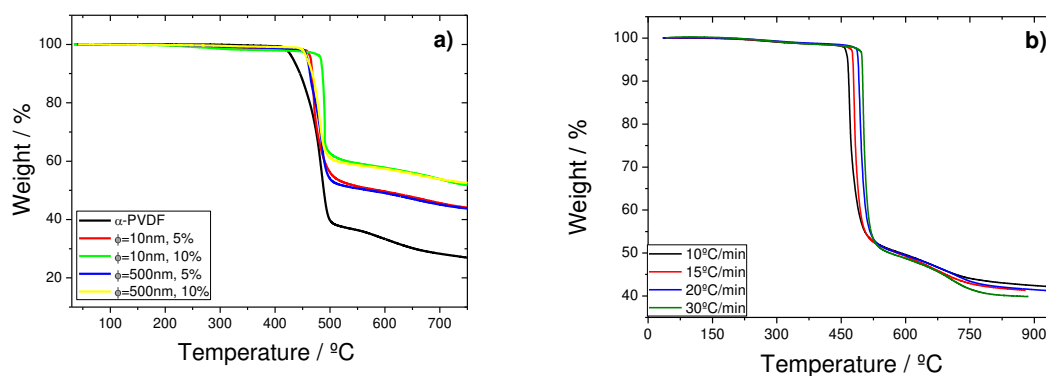 a)
100
80
60
40
20
Weight / %
α-PVDF
ϕ=10nm, 5%
ϕ=10nm, 10%
ϕ=500nm, 5%
ϕ=500nm, 10%
100 200 300 400 500 600 700
Temperature / ºC
b)
100
90
80
70
60
50
40
Weight / %
10ºC/min
15ºC/min
20ºC/min
30ºC/min
0 150 300 450 600 750 900
Temperature / ºC